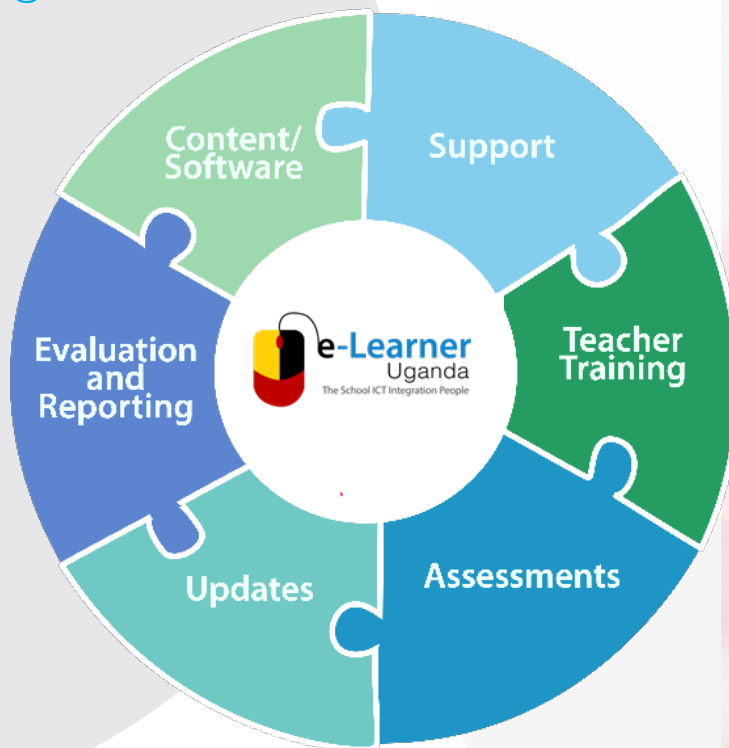 Content/
Software
Support
Teacher
Training
Assessments
Updates
Evaluation
and
Reporting
e-Learner
Uganda
The School ICT Integration People